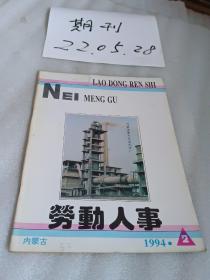 期刊
22.05.28
LAO DONG REN SHI
NEI MENG GU
勞動人事
内蒙古
1994·2